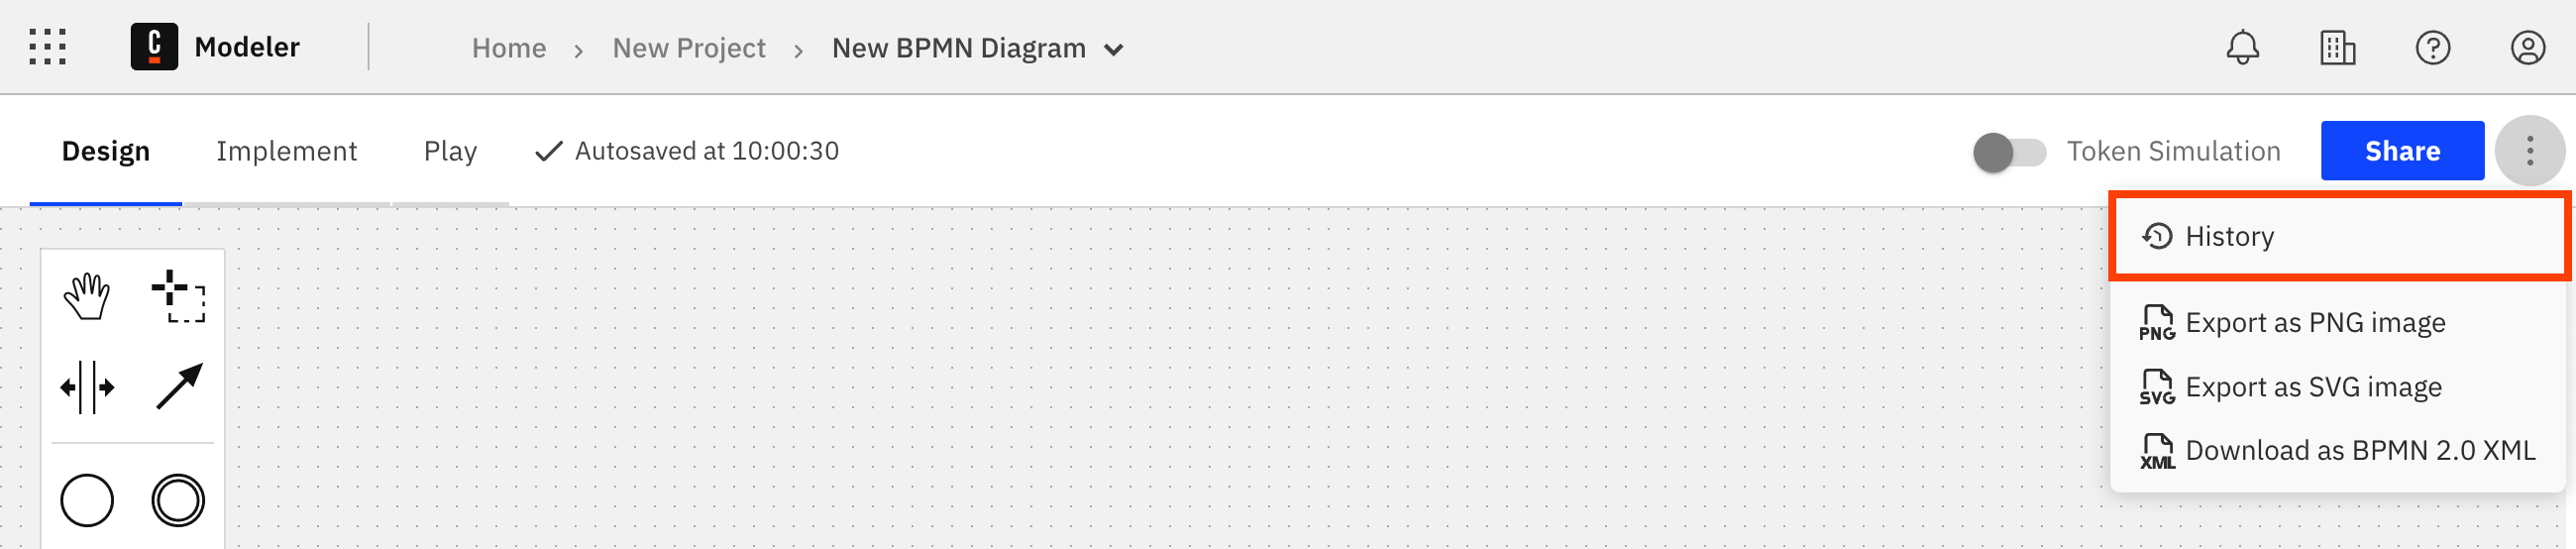 C Modeler Home > New Project > New BPMN Diagram
Design Implement Play Autosaved at 10:00:30 Token Simulation Share
History
PNG Export as PNG image
SVG Export as SVG image
XML Download as BPMN 2.0 XML